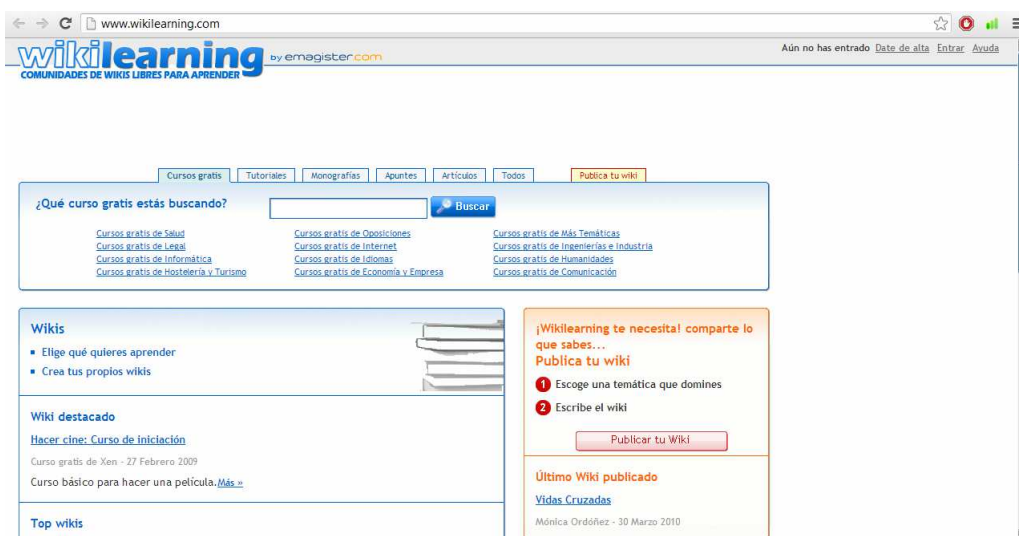 www.wikilearning.com
wikilearning by emagister.com
COMUNIDADES DE WIKIS LIBRES PARA APRENDER
Aún no has entrado Date de alta Entrar Ayuda
Cursos gratis Tutoriales Monografías Apuntes Artículos Todos Publica tu wiki
¿Qué curso gratis estás buscando? Buscar
Cursos gratis de Salud Cursos gratis de Oposiciones Cursos gratis de Más Temáticas
Cursos gratis de Legal Cursos gratis de Internet Cursos gratis de Ingenierías e Industria
Cursos gratis de Informática Cursos gratis de Idiomas Cursos gratis de Humanidades
Cursos gratis de Hostelería y Turismo Cursos gratis de Economía y Empresa Cursos gratis de Comunicación
Wikis
Elige qué quieres aprender
Crea tus propios wikis
Wiki destacado
Hacer cine: Curso de iniciación
Curso gratis de Xen - 27 Febrero 2009
Curso básico para hacer una película. Más »
Top wikis
¡Wikilearning te necesita! comparte lo
que sabes...
Publica tu wiki
1 Escoge una temática que domines
2 Escribe el wiki
Publicar tu Wiki
Último Wiki publicado
Vidas Cruzadas
Mónica Ordóñez - 30 Marzo 2010